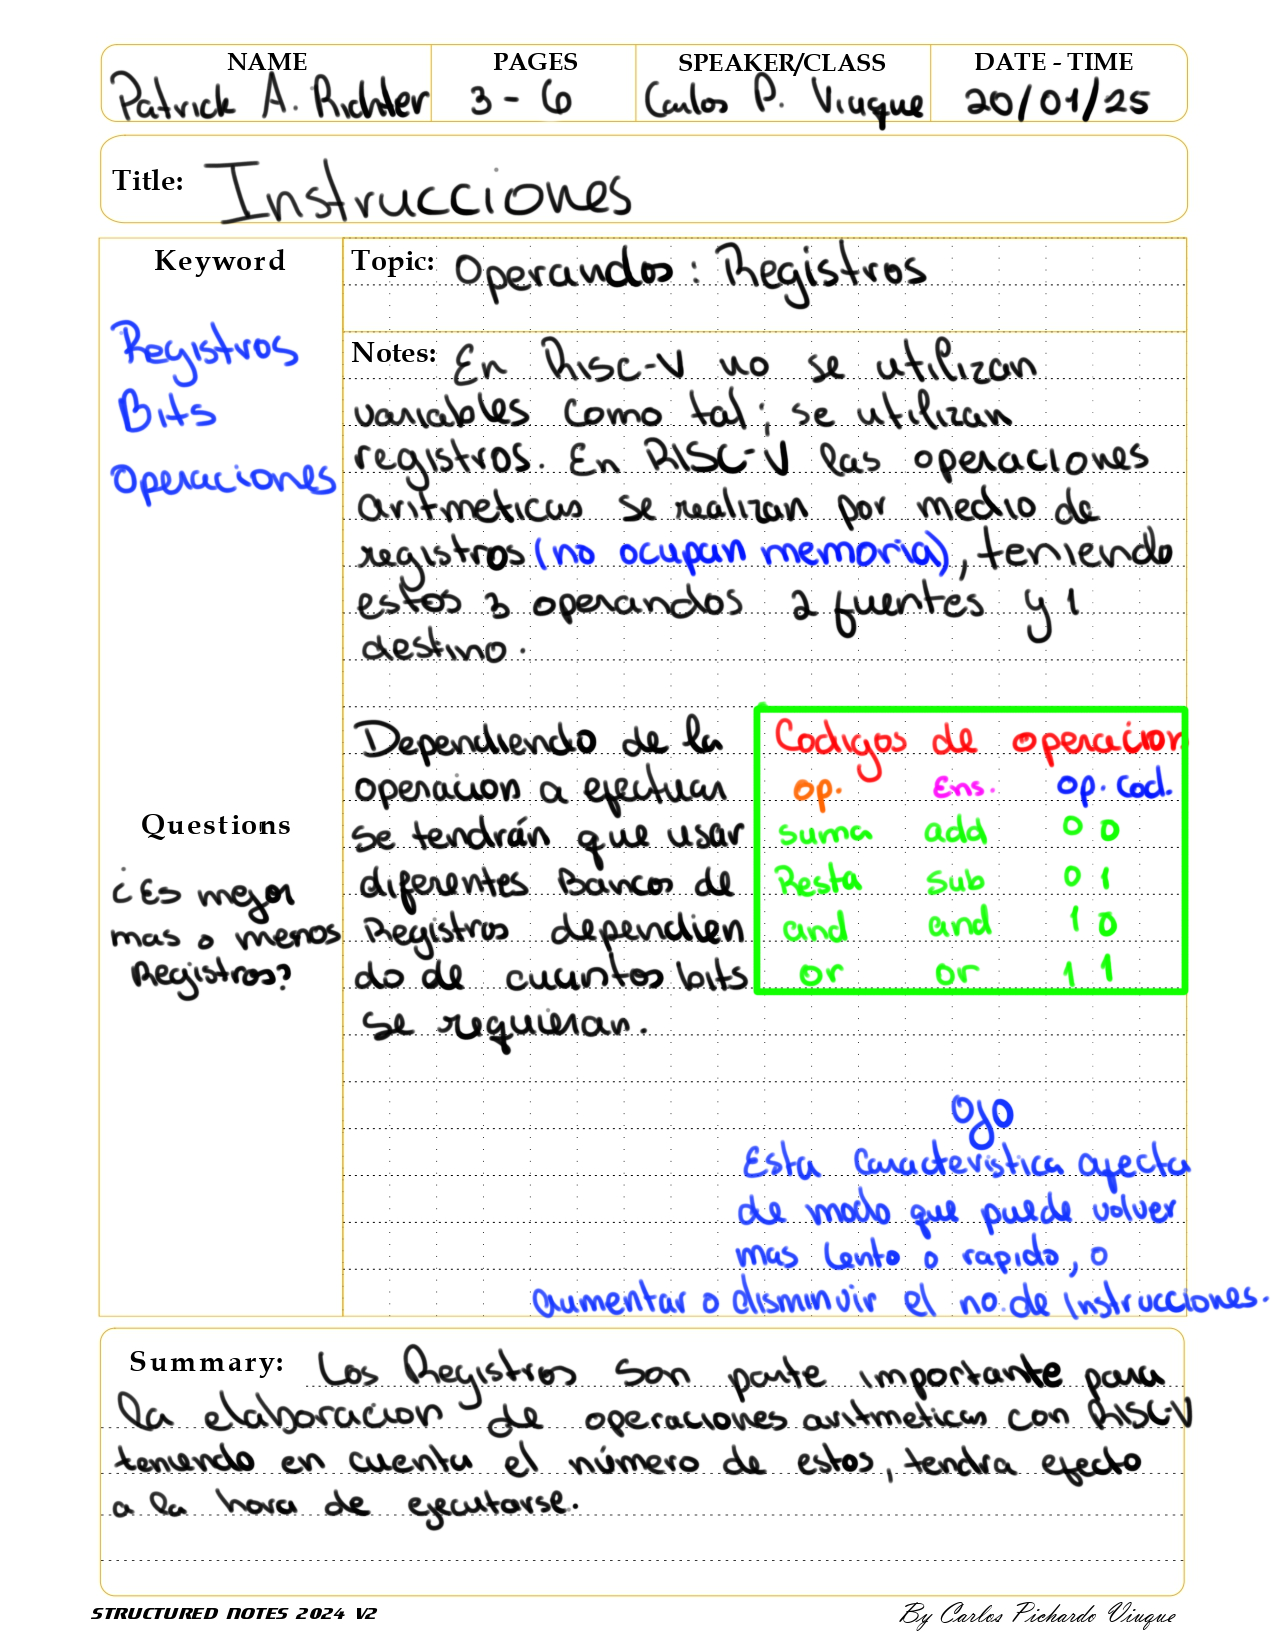 NAME PAGES SPEAKER/CLASS DATE - TIME
Patrick A. Richter 3 - 6 Carlos P. Viuque 20/01/25
Title: Instrucciones
Keyword
Registros
Bits
Operaciones
Topic: Operandos: Registros
Notes: En RISC-V no se utilizan
variables como tal; se utilizan
registros. En RISC-V las operaciones
aritmeticas se realizan por medio de
registros (no ocupan memoria), teniendo
estos 3 operandos 2 fuentes y 1
destino.
Dependiendo de la
operacion a efectuar
se tendrán que usar
diferentes Bancos de
Registros dependien
do de cuantos bits
se requieran.
Codigos de operacion
op. Ens. op. cod.
suma add 0 0
Resta sub 0 1
and and 1 0
or or 1 1
Questions
¿Es mejor
mas o menos
Registros?
Ojo
Esta caracteristica afecta
de modo que puede volver
mas lento o rapido, o
aumentar o disminuir el no. de instrucciones.
Summary: Los Registros son parte importante para
la elaboracion de operaciones aritmeticas con RISC-V
teniendo en cuenta el número de estos, tendra efecto
a la hora de ejecutarse.
STRUCTURED NOTES 2024 V2
By Carlos Pichardo Viuque